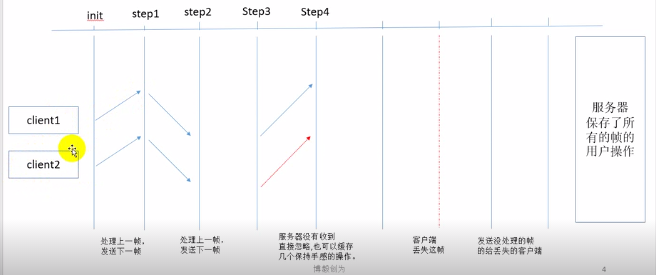 init step1 step2 Step3 Step4
client1
client2
服务器
保存了所
有的帧的
用户操作
处理上一帧,
发送下一帧
处理上一帧,
发送下一帧
服务器没有收到
直接忽略,也可以缓存
几个保持手感的操作。
客户端
丢失这帧
发送没处理的帧
的给丢失的客户端
博毅创为
4